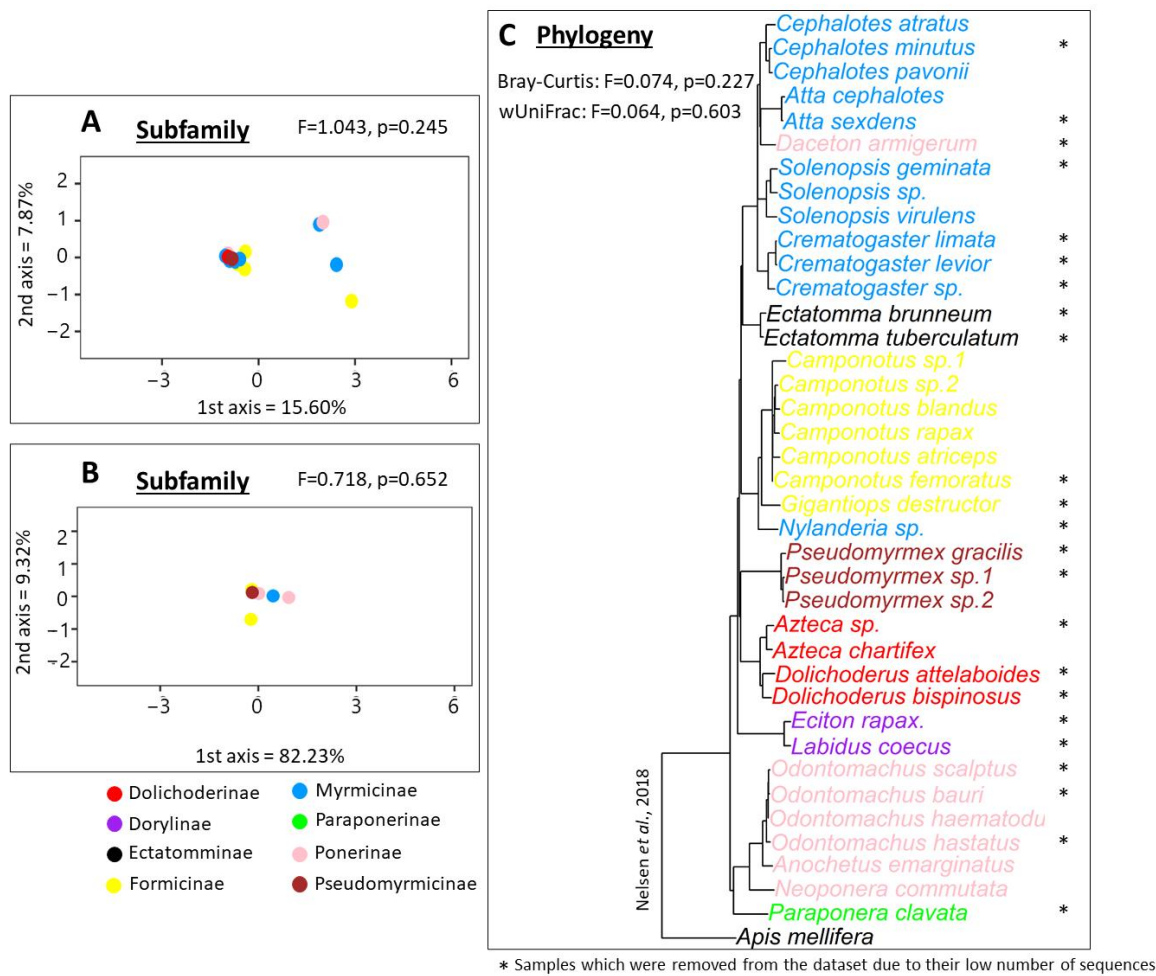 A
Subfamily
F=1.043, p=0.245
2nd axis = 7.87%
2
1
0
−1
−2
−3
0
3
6
1st axis = 15.60%
B
Subfamily
F=0.718, p=0.652
2nd axis = 9.32%
2
1
0
−1
−2
−3
0
3
6
1st axis = 82.23%
Dolichoderinae
Dorylinae
Ectatomminae
Formicinae
Myrmicinae
Paraponerinae
Ponerinae
Pseudomyrmicinae
C Phylogeny
Bray-Curtis: F=0.074, p=0.227
wUniFrac: F=0.064, p=0.603
Cephalotes atratus
Cephalotes minutus *
Cephalotes pavonii
Atta cephalotes
Atta sexdens *
Daceton armigerum *
Solenopsis geminata *
Solenopsis sp.
Solenopsis virulens
Crematogaster limata *
Crematogaster levior *
Crematogaster sp. *
Ectatomma brunneum *
Ectatomma tuberculatum *
Camponotus sp.1
Camponotus sp.2
Camponotus blandus
Camponotus rapax
Camponotus atriceps
Camponotus femoratus *
Gigantiops destructor *
Nylanderia sp. *
Pseudomyrmex gracilis *
Pseudomyrmex sp.1 *
Pseudomyrmex sp.2
Azteca sp. *
Azteca chartifex
Dolichoderus attelaboides *
Dolichoderus bispinosus *
Eciton rapax. *
Labidus coecus *
Odontomachus scalptus *
Odontomachus bauri *
Odontomachus haematodu
Odontomachus hastatus *
Anochetus emarginatus
Neoponera commutata
Paraponera clavata *
Apis mellifera
Nelsen et al., 2018
* Samples which were removed from the dataset due to their low number of sequences